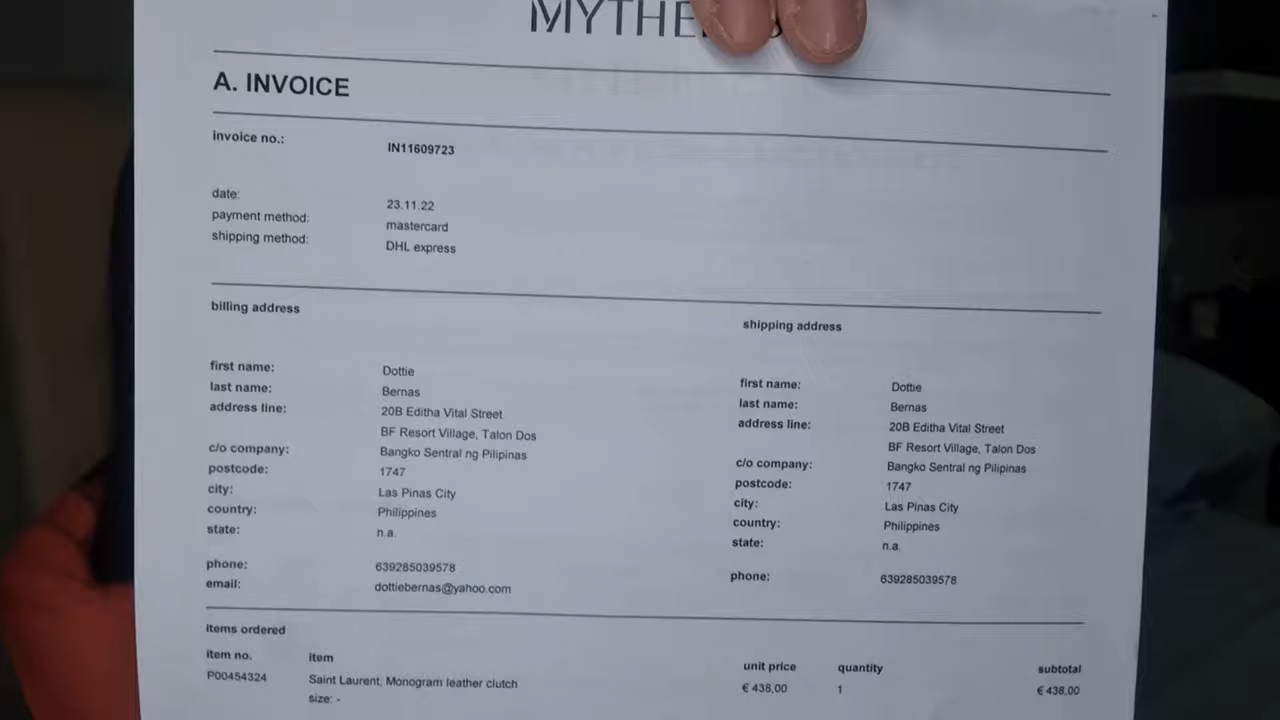 A. INVOICE
invoice no.: IN11609723
date: 23.11.22
payment method: mastercard
shipping method: DHL express
billing address
first name: Dottie
last name: Bernas
address line: 20B Editha Vital Street
BF Resort Village, Talon Dos
c/o company: Bangko Sentral ng Pilipinas
postcode: 1747
city: Las Pinas City
country: Philippines
state: n.a.
phone: 639285039578
email: dottiebernas@yahoo.com
shipping address
first name: Dottie
last name: Bernas
address line: 20B Editha Vital Street
BF Resort Village, Talon Dos
c/o company: Bangko Sentral ng Pilipinas
postcode: 1747
city: Las Pinas City
country: Philippines
state: n.a.
phone: 639285039578
items ordered
item no. item unit price quantity subtotal
P00454324 Saint Laurent, Monogram leather clutch € 438,00 1 € 438,00
size: -